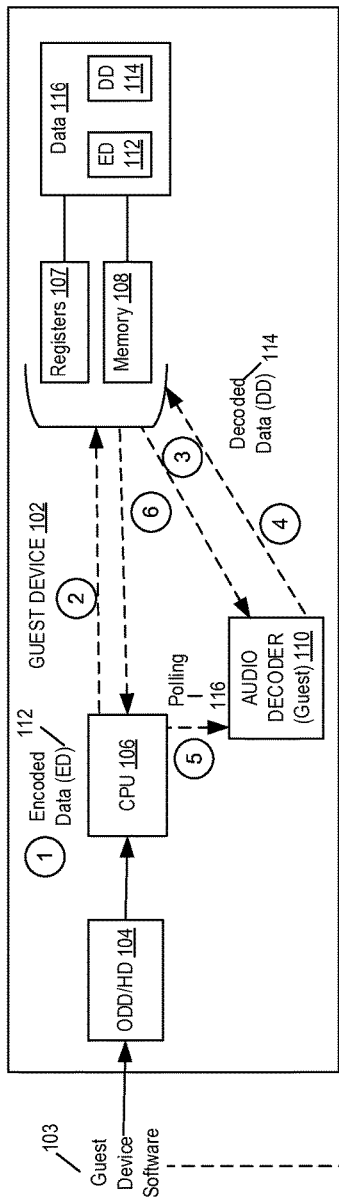 103
Guest
Device
Software
GUEST DEVICE 102
ODD/HD 104
1
Encoded
Data (ED)
112
CPU 106
2
Polling
116
5
AUDIO
DECODER
(Guest) 110
6
3
4
Decoded
Data (DD)
114
Registers 107
Memory 108
Data 116
ED
112
DD
114